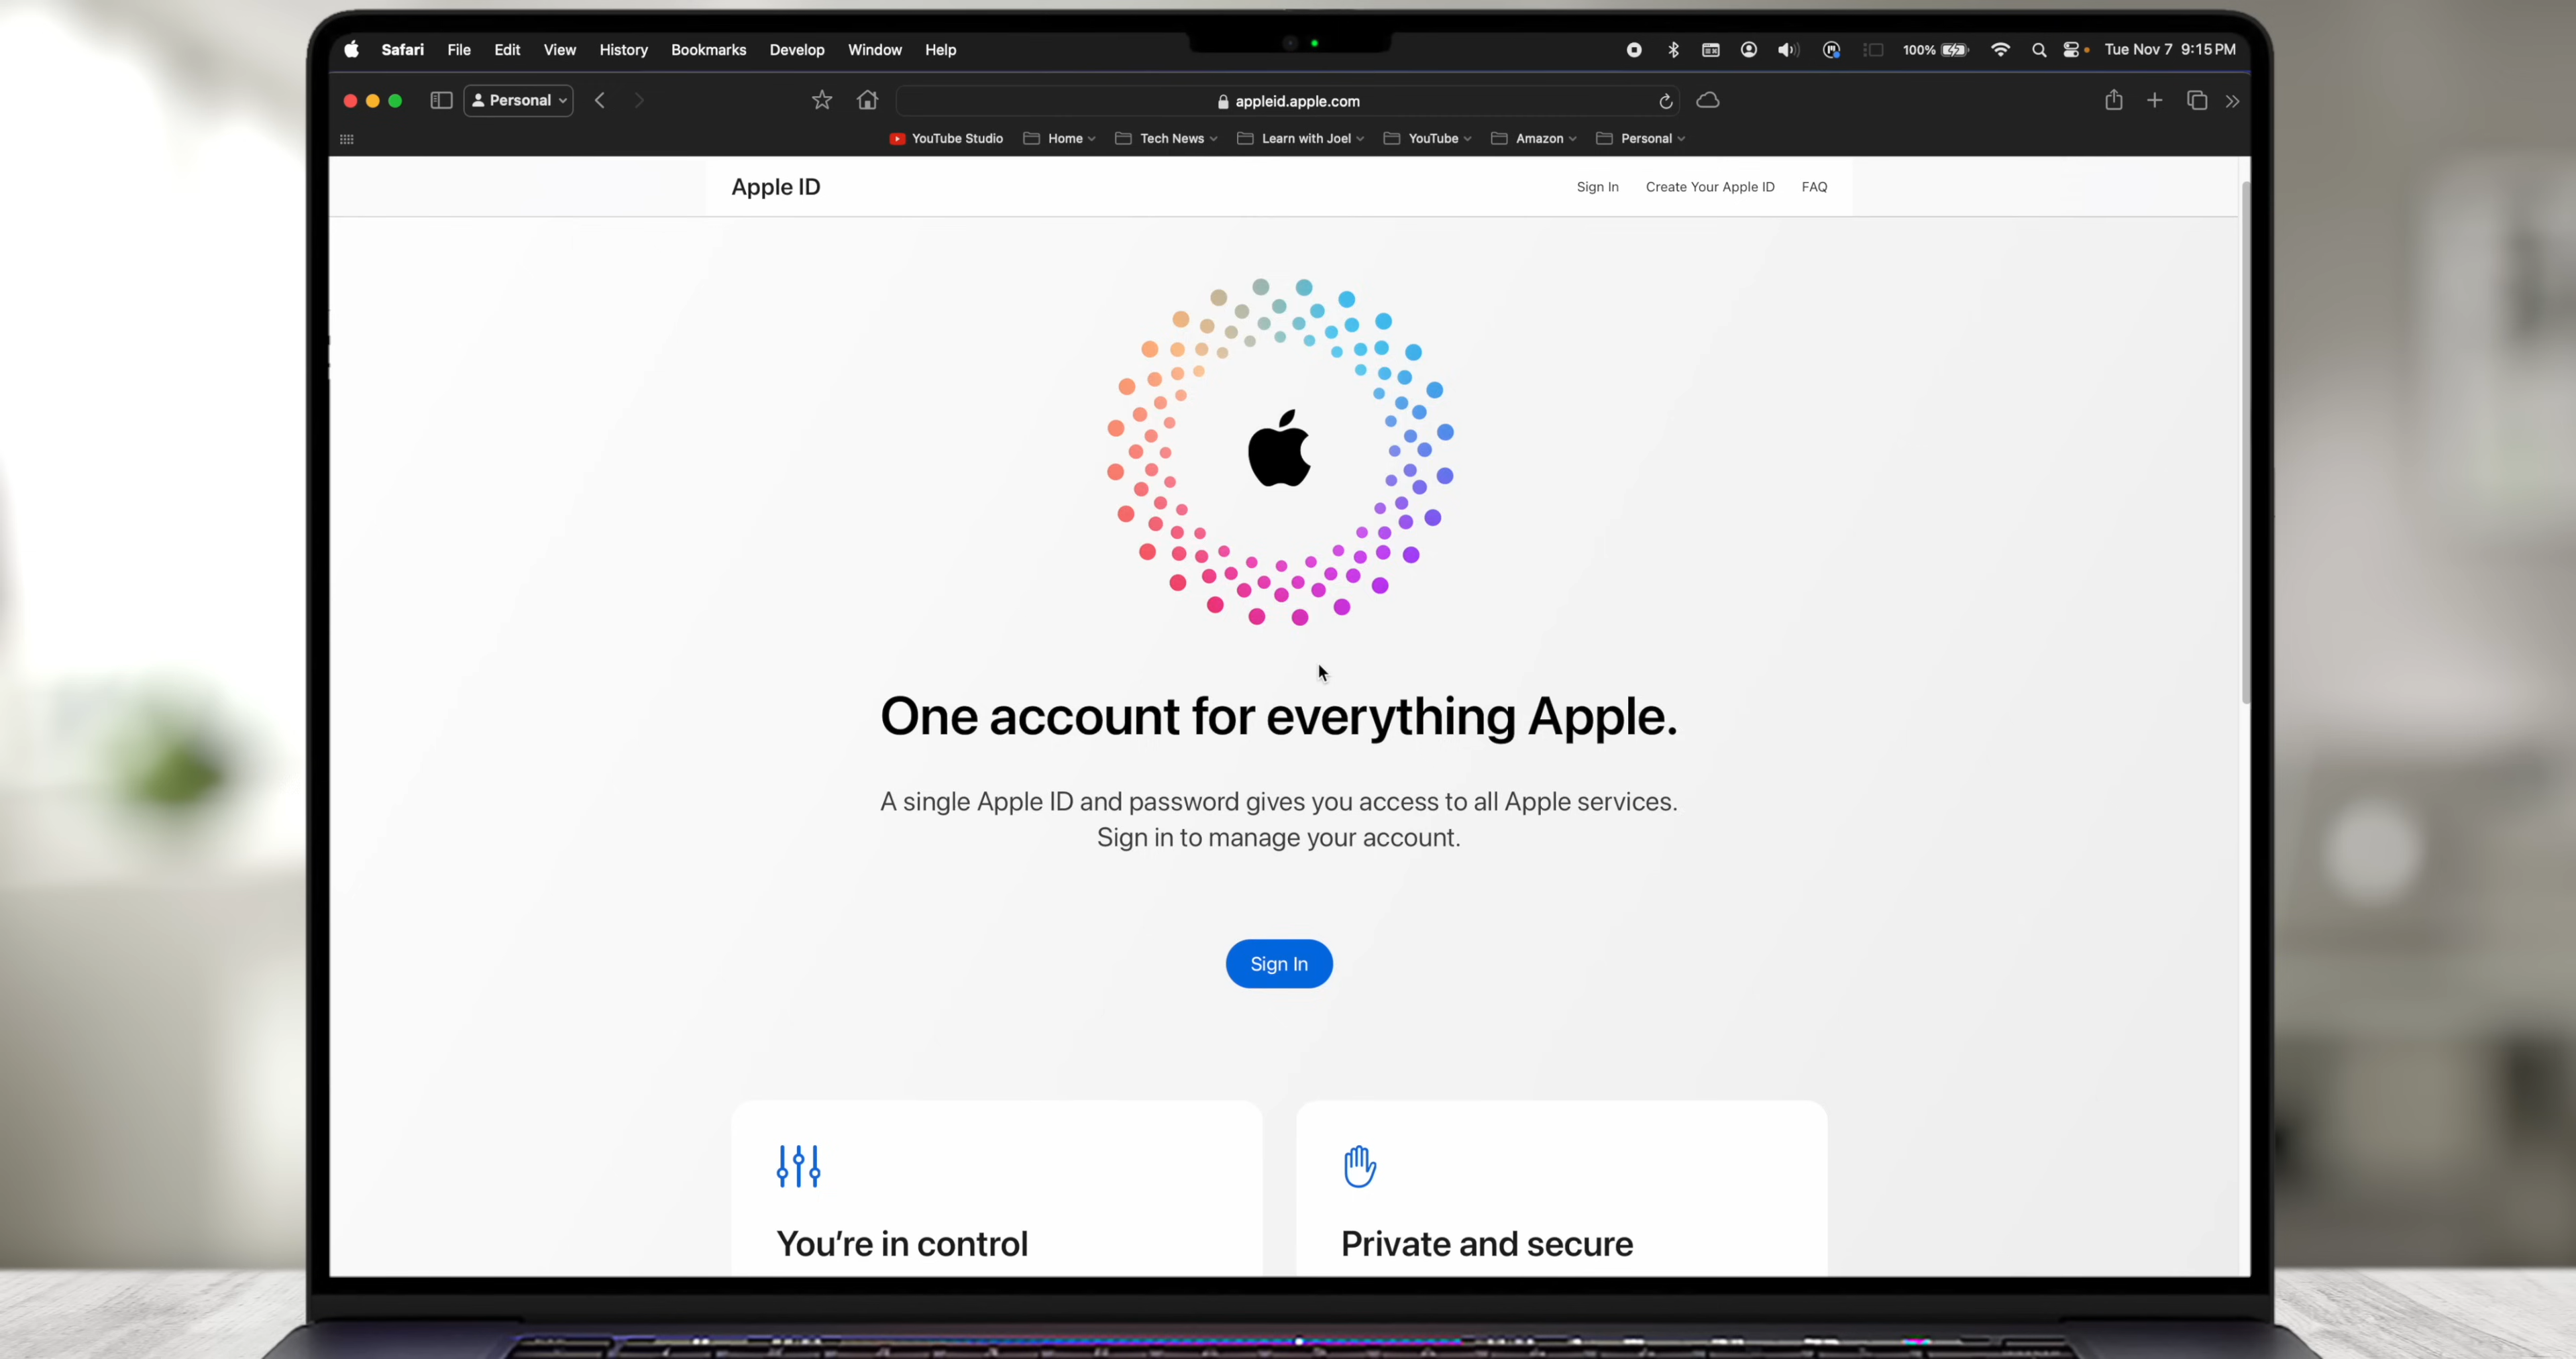 Safari File Edit View History Bookmarks Develop Window Help 100% Tue Nov 7 9:15 PM
Personal appleid.apple.com
YouTube Studio Home Tech News Learn with Joel YouTube Amazon Personal
Apple ID Sign In Create Your Apple ID FAQ
One account for everything Apple.
A single Apple ID and password gives you access to all Apple services.
Sign in to manage your account.
Sign In
You're in control Private and secure